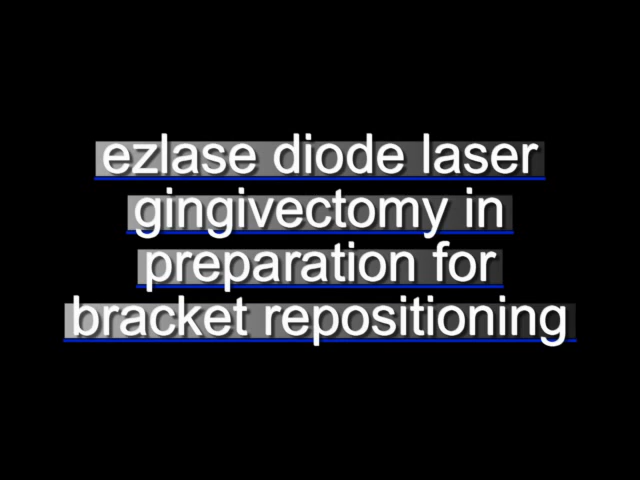 ezlase diode laser
gingivectomy in
preparation for
bracket repositioning